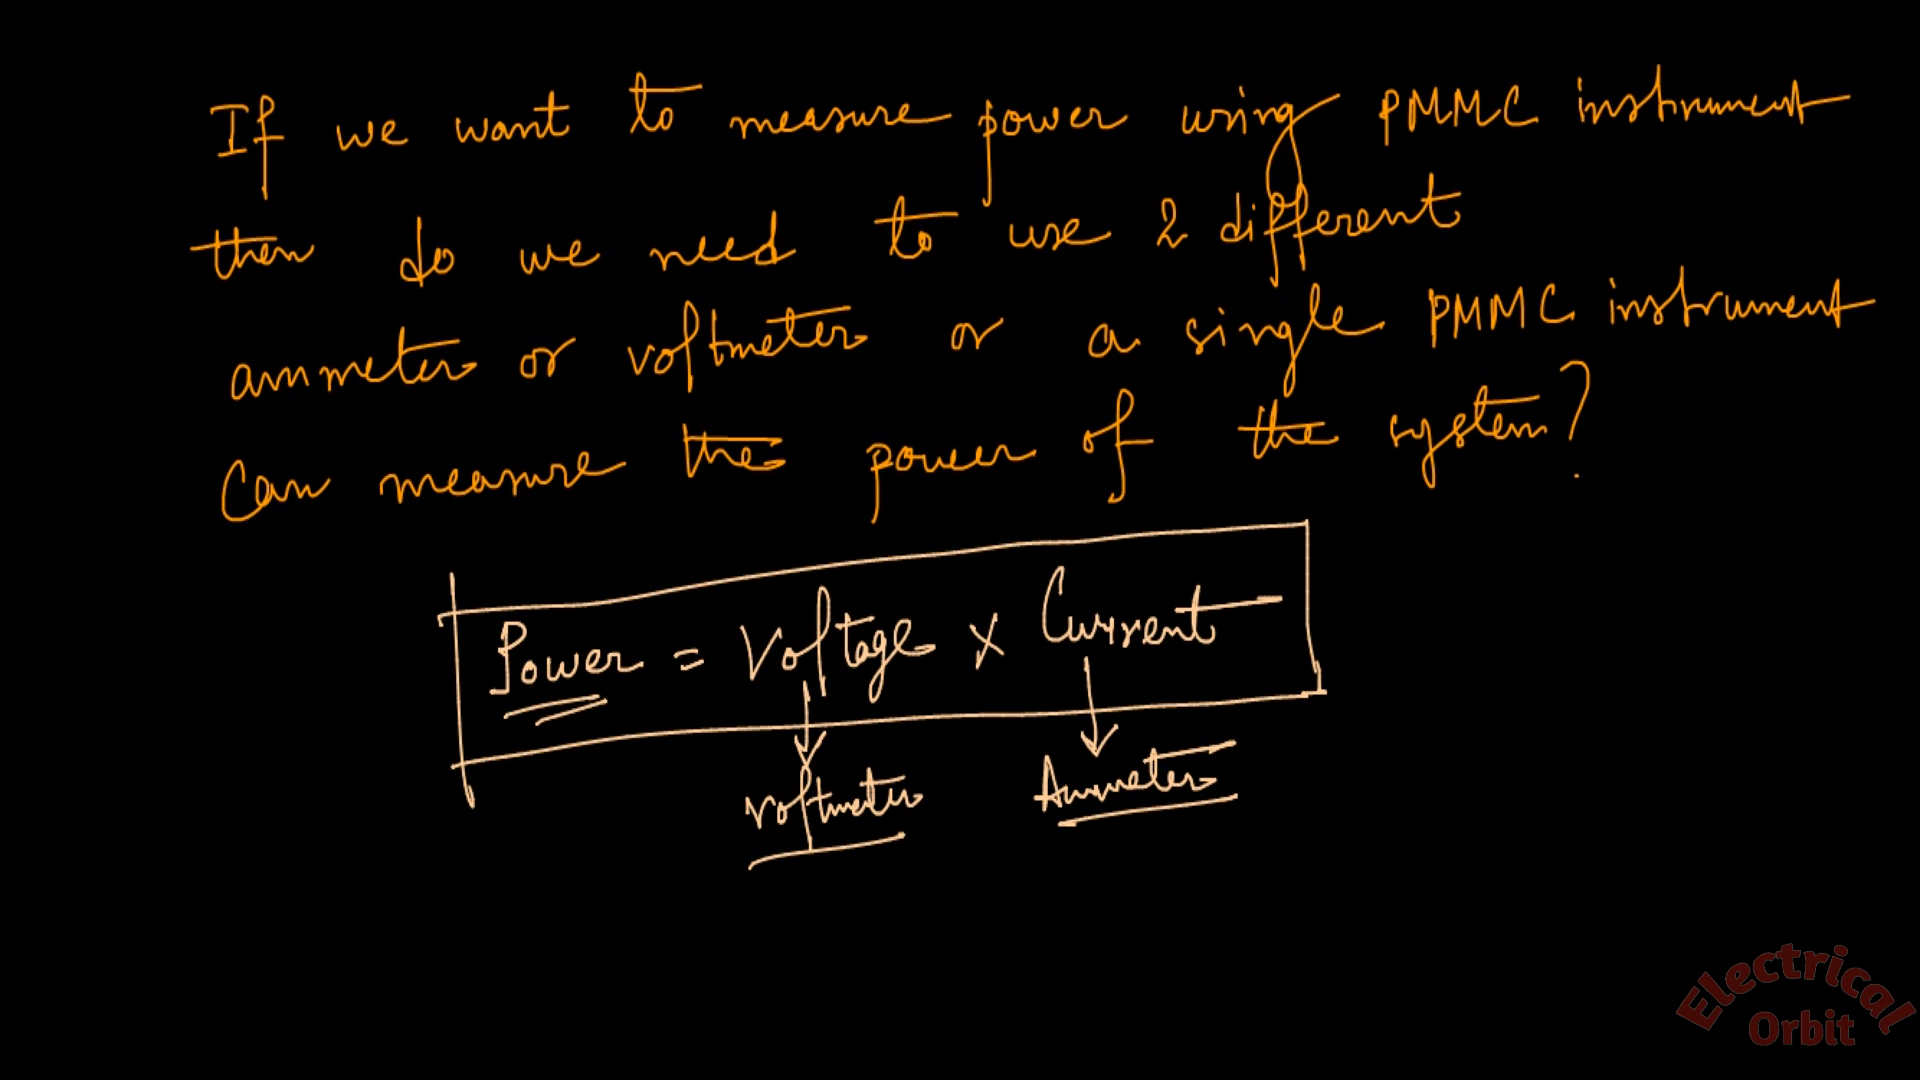 If we want to measure power using PMMC instrument
then do we need to use 2 different
ammeter or voltmeter or a single PMMC instrument
Can measure the power of the system?
Power = Voltage x Current
Voltmeter Ammeter
Electrical
Orbit